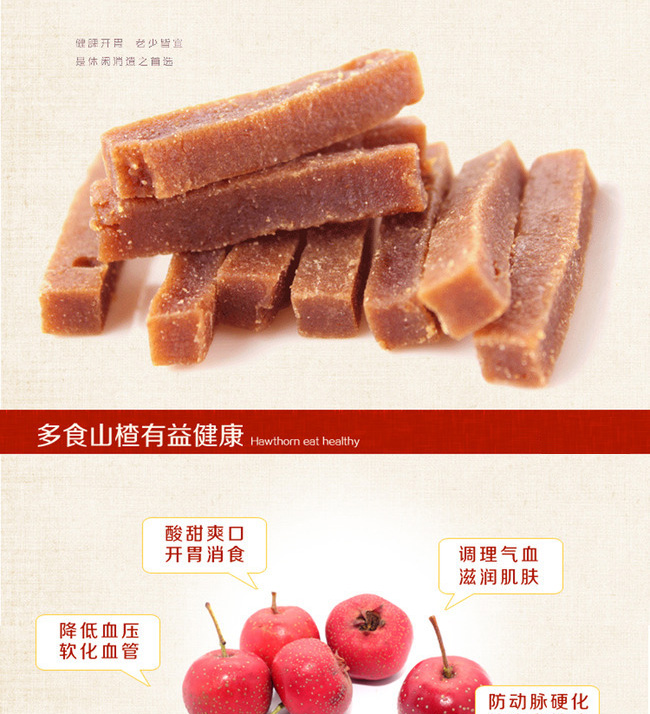 健脾开胃 老少皆宜
是休闲消遣之首选
多食山楂有益健康 Hawthorn eat healthy
酸甜爽口
开胃消食
调理气血
滋润肌肤
降低血压
软化血管
防动脉硬化